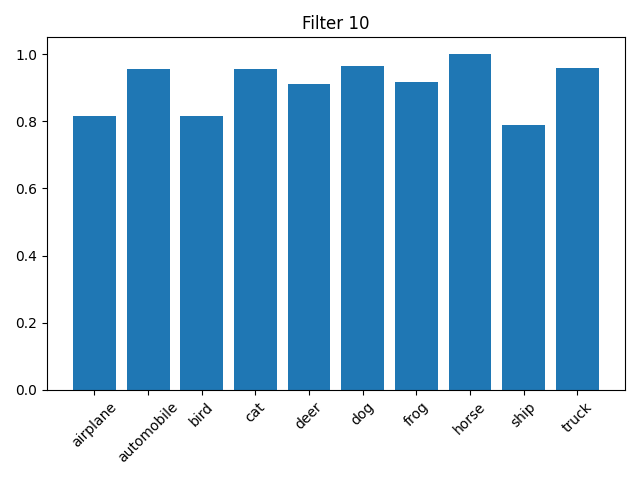 Filter 10
1.0
0.8
0.6
0.4
0.2
0.0
airplane
automobile
bird
cat
deer
dog
frog
horse
ship
truck